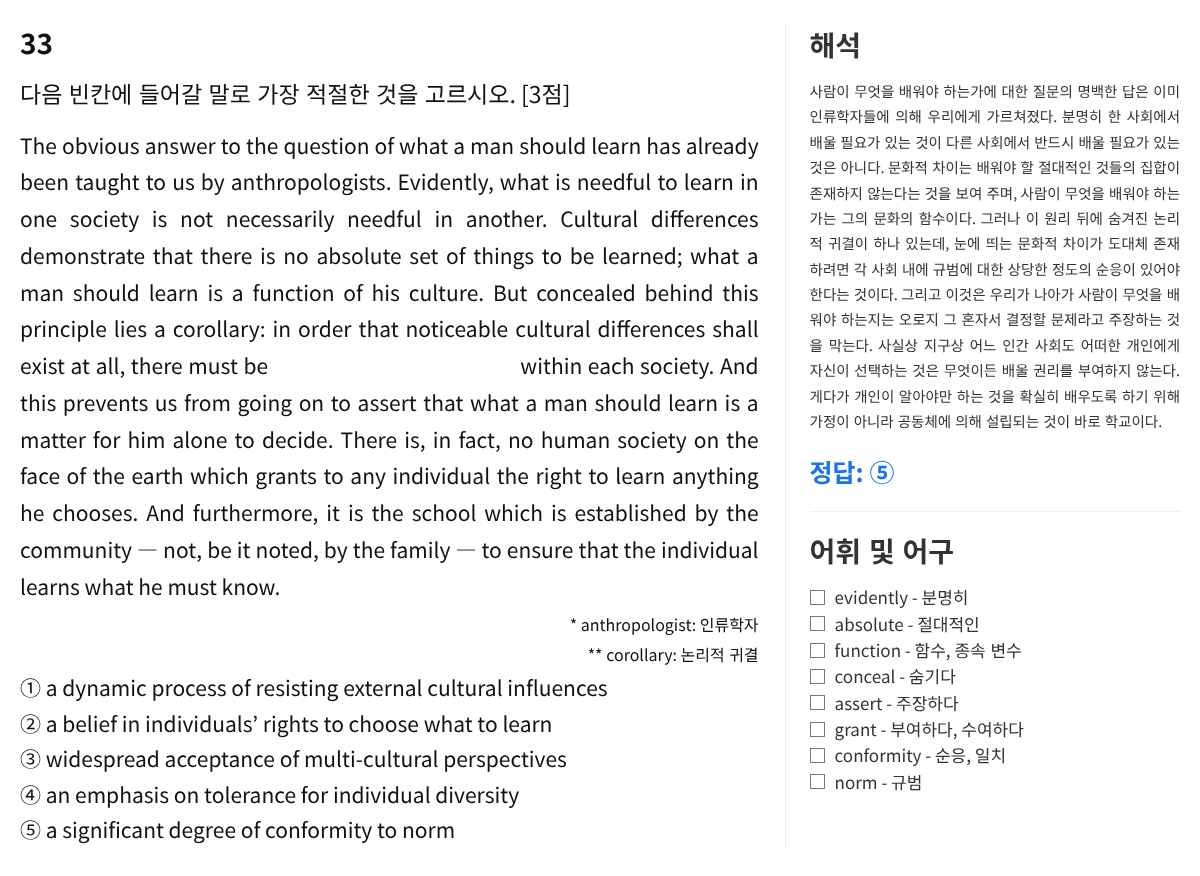 33
다음 빈칸에 들어갈 말로 가장 적절한 것을 고르시오. [3점]
The obvious answer to the question of what a man should learn has already
been taught to us by anthropologists. Evidently, what is needful to learn in
one society is not necessarily needful in another. Cultural differences
demonstrate that there is no absolute set of things to be learned; what a
man should learn is a function of his culture. But concealed behind this
principle lies a corollary: in order that noticeable cultural differences shall
exist at all, there must be within each society. And
this prevents us from going on to assert that what a man should learn is a
matter for him alone to decide. There is, in fact, no human society on the
face of the earth which grants to any individual the right to learn anything
he chooses. And furthermore, it is the school which is established by the
community — not, be it noted, by the family — to ensure that the individual
learns what he must know.
* anthropologist: 인류학자
** corollary: 논리적 귀결
① a dynamic process of resisting external cultural influences
② a belief in individuals’ rights to choose what to learn
③ widespread acceptance of multi-cultural perspectives
④ an emphasis on tolerance for individual diversity
⑤ a significant degree of conformity to norm
해석
사람이 무엇을 배워야 하는가에 대한 질문의 명백한 답은 이미
인류학자들에 의해 우리에게 가르쳐졌다. 분명히 한 사회에서
배울 필요가 있는 것이 다른 사회에서 반드시 배울 필요가 있는
것은 아니다. 문화적 차이는 배워야 할 절대적인 것들의 집합이
존재하지 않는다는 것을 보여 주며, 사람이 무엇을 배워야 하는
가는 그의 문화의 함수이다. 그러나 이 원리 뒤에 숨겨진 논리
적 귀결이 하나 있는데, 눈에 띄는 문화적 차이가 도대체 존재
하려면 각 사회 내에 규범에 대한 상당한 정도의 순응이 있어야
한다는 것이다. 그리고 이것은 우리가 나아가 사람이 무엇을 배
워야 하는지는 오로지 그 혼자서 결정할 문제라고 주장하는 것
을 막는다. 사실상 지구상 어느 인간 사회도 어떠한 개인에게
자신이 선택하는 것은 무엇이든 배울 권리를 부여하지 않는다.
게다가 개인이 알아야만 하는 것을 확실히 배우도록 하기 위해
가정이 아니라 공동체에 의해 설립되는 것이 바로 학교이다.
정답: ⑤
어휘 및 어구
☐ evidently - 분명히
☐ absolute - 절대적인
☐ function - 함수, 종속 변수
☐ conceal - 숨기다
☐ assert - 주장하다
☐ grant - 부여하다, 수여하다
☐ conformity - 순응, 일치
☐ norm - 규범